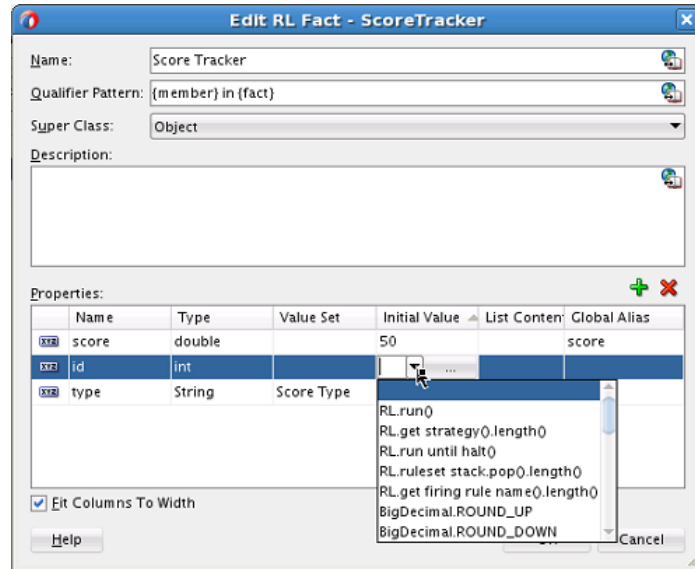 Edit RL Fact - ScoreTracker
Name: Score Tracker
Qualifier Pattern: {member} in {fact}
Super Class: Object
Description:
Properties:
Name Type Value Set Initial Value List Conten Global Alias
XYZ score double 50 score
XYZ id int ...
XYZ type String Score Type
RL.run()
RL.get strategy().length()
RL.run until halt()
RL.ruleset stack.pop().length()
RL.get firing rule name().length()
BigDecimal.ROUND_UP
BigDecimal.ROUND_DOWN
Fit Columns To Width
Help Cancel